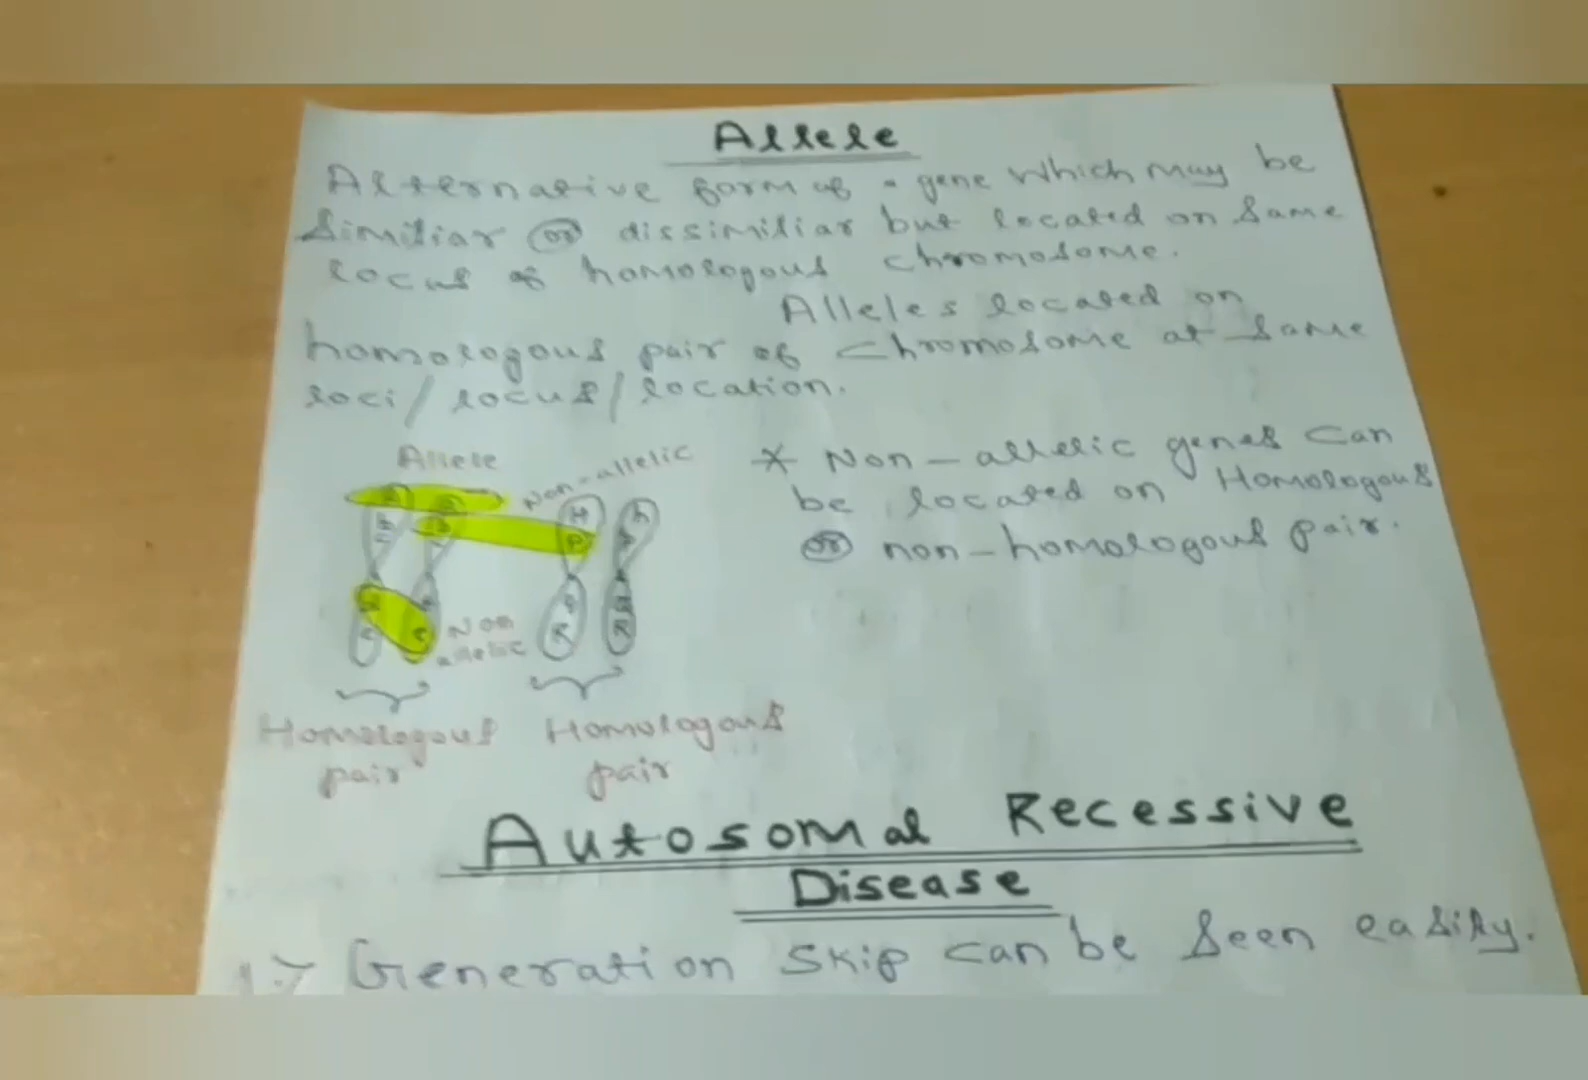 Allele
Alternative form of a gene which may be
Similiar or dissimiliar but located on Same
locus of homologous chromosome.
Alleles located on
homologous pair of chromosome at Same
loci/locus/location.
Allele
Non-allelic
* Non-allelic genes Can
be located on Homologous
or non-homologous pair.
Non
allelic
Homologous Homologous
pair pair
Autosomal Recessive
Disease
1.> Generation Skip can be Seen easily.